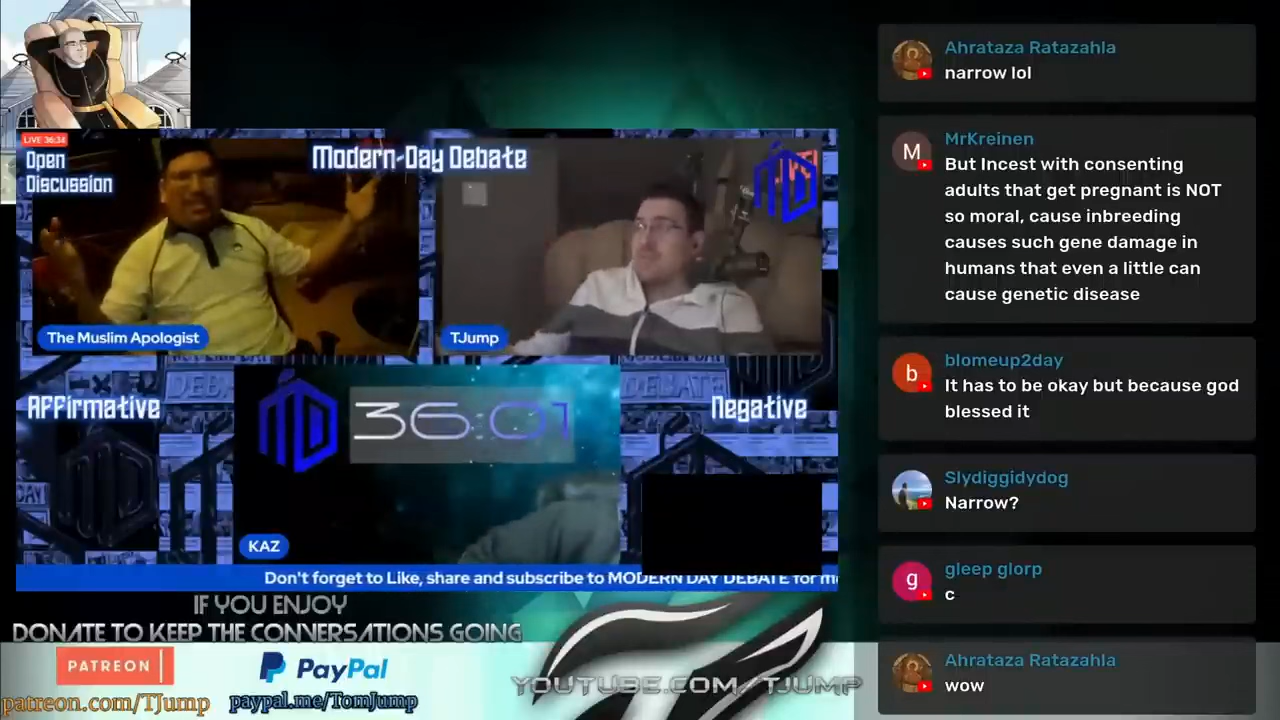 LIVE 36:34
Open
Discussion
Modern-Day Debate
The Muslim Apologist
TJump
Affirmative
Negative
36:01
KAZ
Don't forget to Like, share and subscribe to MODERN DAY DEBATE for m
IF YOU ENJOY
DONATE TO KEEP THE CONVERSATIONS GOING
PATREON
PayPal
patreon.com/TJump
paypal.me/TomJump
YOUTUBE.COM/TJUMP
Ahrataza Ratazahla
narrow lol
M
MrKreinen
But Incest with consenting
adults that get pregnant is NOT
so moral, cause inbreeding
causes such gene damage in
humans that even a little can
cause genetic disease
b
blomeup2day
It has to be okay but because god
blessed it
Slydiggidydog
Narrow?
g
gleep glorp
c
Ahrataza Ratazahla
wow